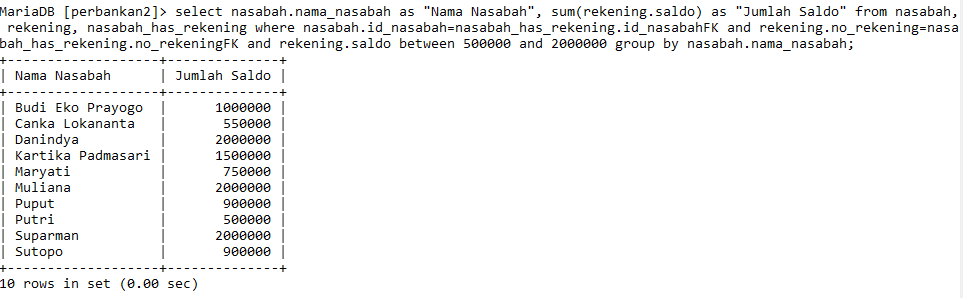 MariaDB [perbankan2]> select nasabah.nama_nasabah as "Nama Nasabah", sum(rekening.saldo) as "Jumlah Saldo" from nasabah,
 rekening, nasabah_has_rekening where nasabah.id_nasabah=nasabah_has_rekening.id_nasabahFK and rekening.no_rekening=nasa
bah_has_rekening.no_rekeningFK and rekening.saldo between 500000 and 2000000 group by nasabah.nama_nasabah;
+-------------------+--------------+
| Nama Nasabah      | Jumlah Saldo |
+-------------------+--------------+
| Budi Eko Prayogo  |      1000000 |
| Canka Lokananta   |       550000 |
| Danindya          |      2000000 |
| Kartika Padmasari |      1500000 |
| Maryati           |       750000 |
| Muliana           |      2000000 |
| Puput             |       900000 |
| Putri             |       500000 |
| Suparman          |      2000000 |
| Sutopo            |       900000 |
+-------------------+--------------+
10 rows in set (0.00 sec)